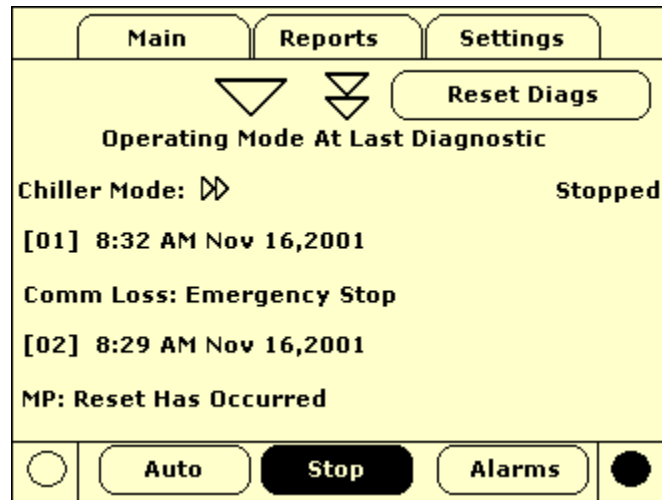 Main Reports Settings
Reset Diags
Operating Mode At Last Diagnostic
Chiller Mode: Stopped
[01] 8:32 AM Nov 16,2001
Comm Loss: Emergency Stop
[02] 8:29 AM Nov 16,2001
MP: Reset Has Occurred
Auto Stop Alarms